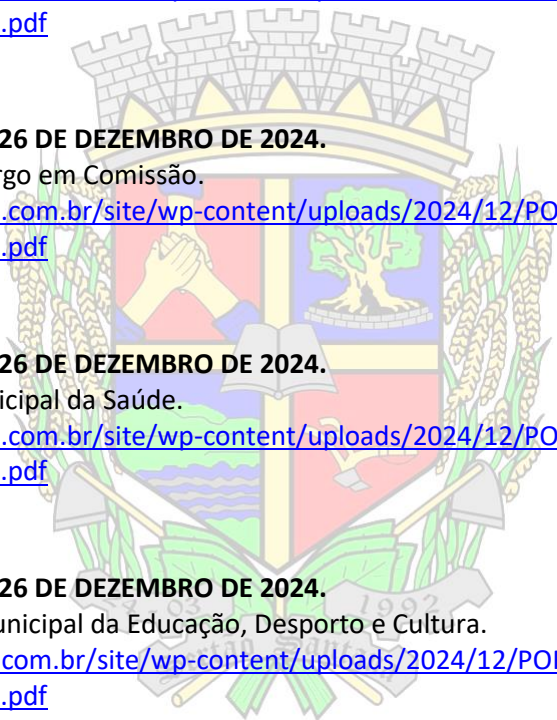 .pdf
26 DE DEZEMBRO DE 2024.
rgo em Comissão.
.com.br/site/wp-content/uploads/2024/12/PO
.pdf
26 DE DEZEMBRO DE 2024.
icipal da Saúde.
.com.br/site/wp-content/uploads/2024/12/PO
.pdf
26 DE DEZEMBRO DE 2024.
unicipal da Educação, Desporto e Cultura.
.com.br/site/wp-content/uploads/2024/12/POI
.pdf
1992